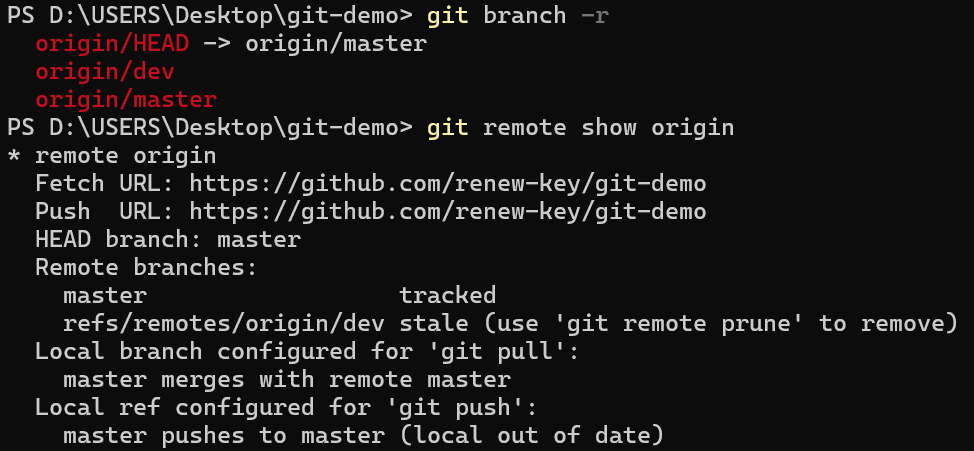 PS D:\USERS\Desktop\git-demo> git branch -r
  origin/HEAD -> origin/master
  origin/dev
  origin/master
PS D:\USERS\Desktop\git-demo> git remote show origin
* remote origin
  Fetch URL: https://github.com/renew-key/git-demo
  Push  URL: https://github.com/renew-key/git-demo
  HEAD branch: master
  Remote branches:
    master                  tracked
    refs/remotes/origin/dev stale (use 'git remote prune' to remove)
  Local branch configured for 'git pull':
    master merges with remote master
  Local ref configured for 'git push':
    master pushes to master (local out of date)